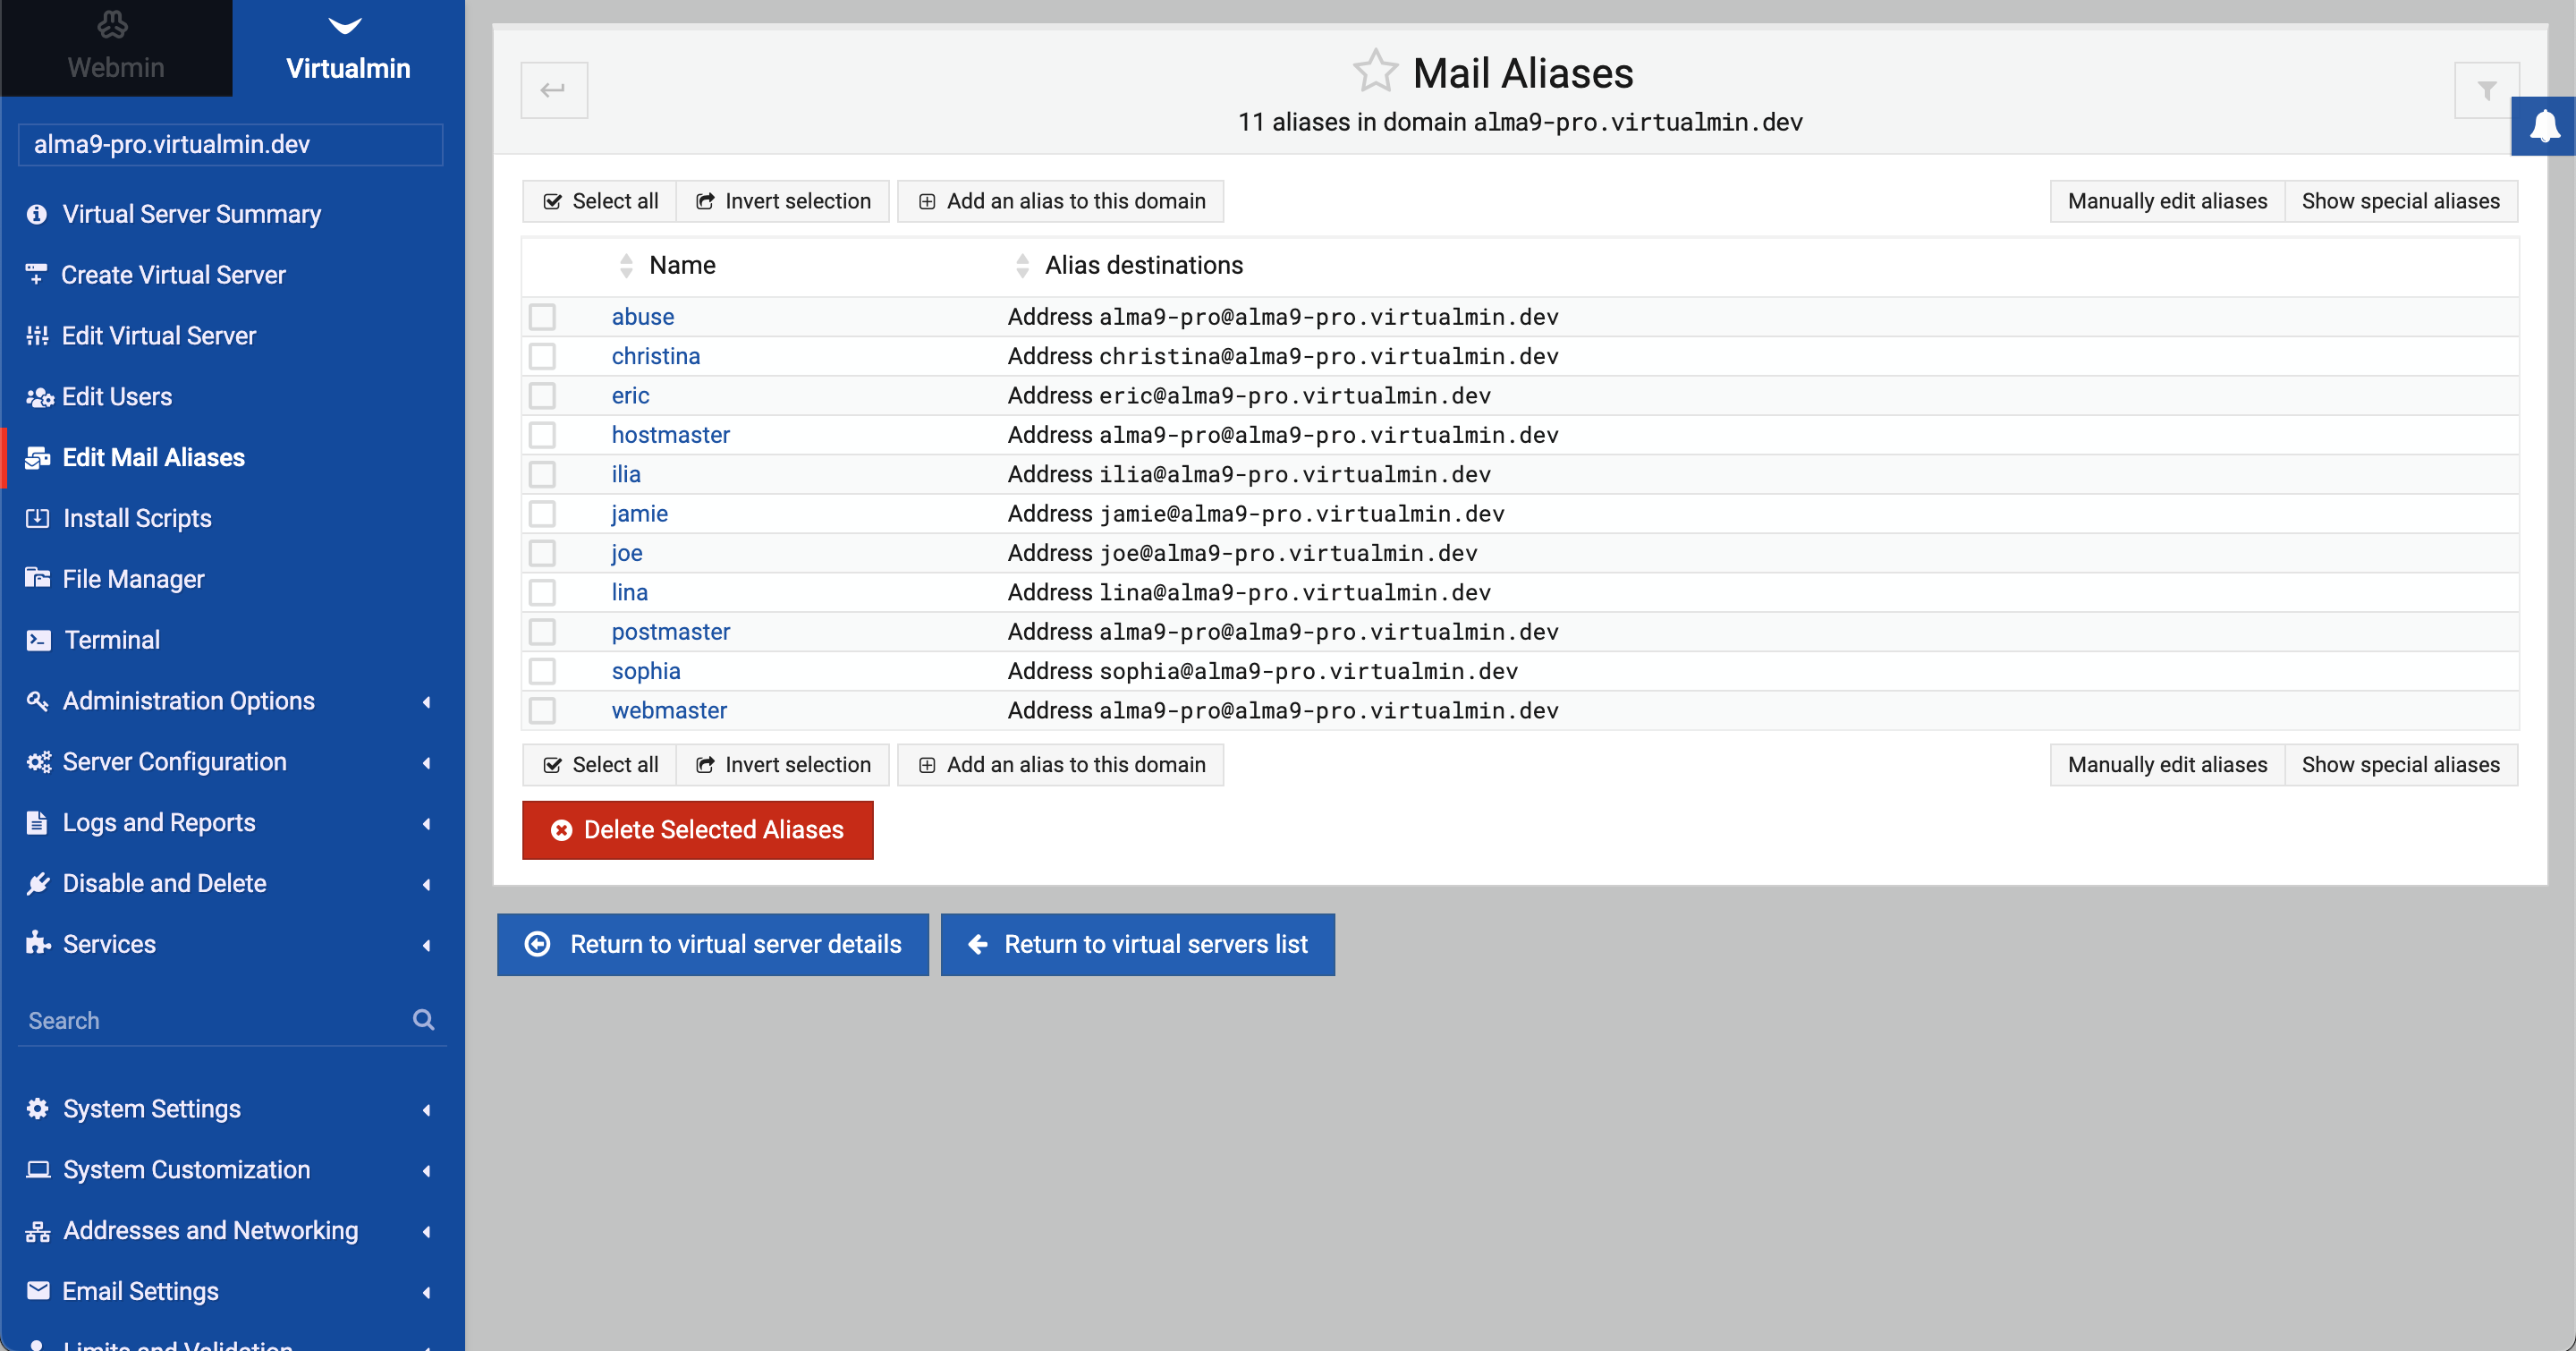 Webmin
Virtualmin
alma9-pro.virtualmin.dev
Virtual Server Summary
Create Virtual Server
Edit Virtual Server
Edit Users
Edit Mail Aliases
Install Scripts
File Manager
Terminal
Administration Options
Server Configuration
Logs and Reports
Disable and Delete
Services
Search
System Settings
System Customization
Addresses and Networking
Email Settings
Limits and Validation
Mail Aliases
11 aliases in domain alma9-pro.virtualmin.dev
Select all Invert selection Add an alias to this domain Manually edit aliases Show special aliases
Name Alias destinations
abuse Address alma9-pro@alma9-pro.virtualmin.dev
christina Address christina@alma9-pro.virtualmin.dev
eric Address eric@alma9-pro.virtualmin.dev
hostmaster Address alma9-pro@alma9-pro.virtualmin.dev
ilia Address ilia@alma9-pro.virtualmin.dev
jamie Address jamie@alma9-pro.virtualmin.dev
joe Address joe@alma9-pro.virtualmin.dev
lina Address lina@alma9-pro.virtualmin.dev
postmaster Address alma9-pro@alma9-pro.virtualmin.dev
sophia Address sophia@alma9-pro.virtualmin.dev
webmaster Address alma9-pro@alma9-pro.virtualmin.dev
Select all Invert selection Add an alias to this domain Manually edit aliases Show special aliases
Delete Selected Aliases
Return to virtual server details Return to virtual servers list